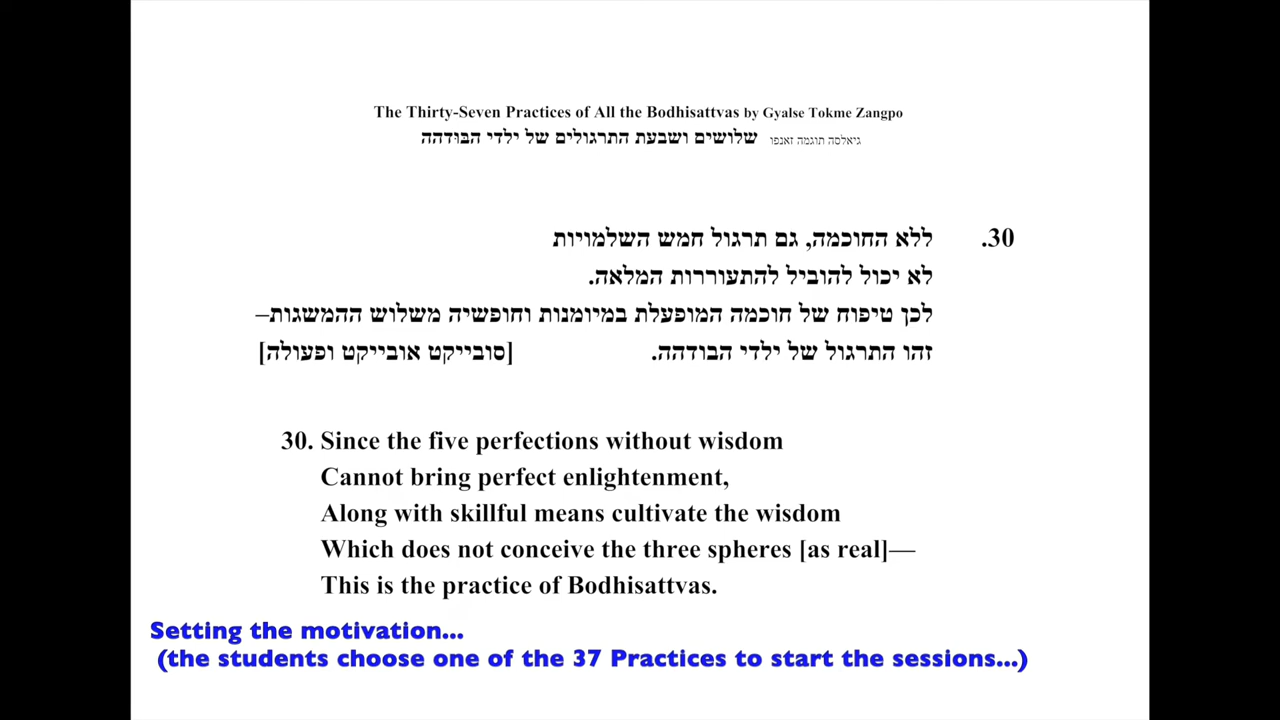 The Thirty-Seven Practices of All the Bodhisattvas by Gyalse Tokme Zangpo
שלושים ושבעת התרגולים של ילדי הבּוּדהה גיאלסה תוגמה זאנפו
30. ללא החוכמה, גם תרגול חמש השלמויות
לא יכול להוביל להתעוררות המלאה.
לכן טיפוח של חוכמה המופעלת במיומנות וחופשיה משלוש ההמשגות–
זהו התרגול של ילדי הבודהה. [סובייקט אובייקט ופעולה]
30. Since the five perfections without wisdom
Cannot bring perfect enlightenment,
Along with skillful means cultivate the wisdom
Which does not conceive the three spheres [as real]—
This is the practice of Bodhisattvas.
Setting the motivation...
(the students choose one of the 37 Practices to start the sessions...)